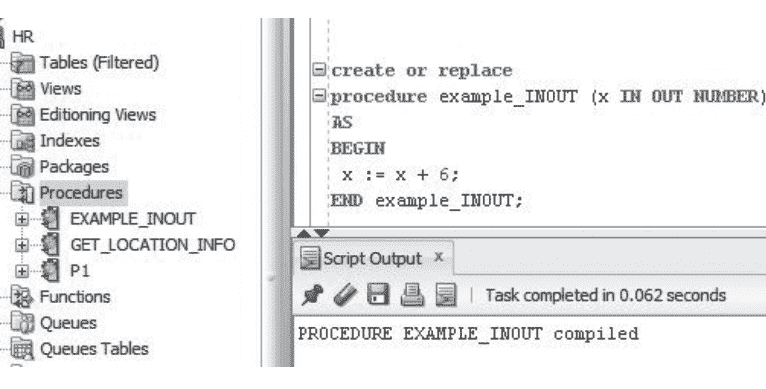 HR
Tables (Filtered)
Views
Editioning Views
Indexes
Packages
Procedures
EXAMPLE_INOUT
GET_LOCATION_INFO
P1
Functions
Queues
Queues Tables
create or replace
procedure example_INOUT (x IN OUT NUMBER)
AS
BEGIN
x := x + 6;
END example_INOUT;
Script Output x
Task completed in 0.062 seconds
PROCEDURE EXAMPLE_INOUT compiled